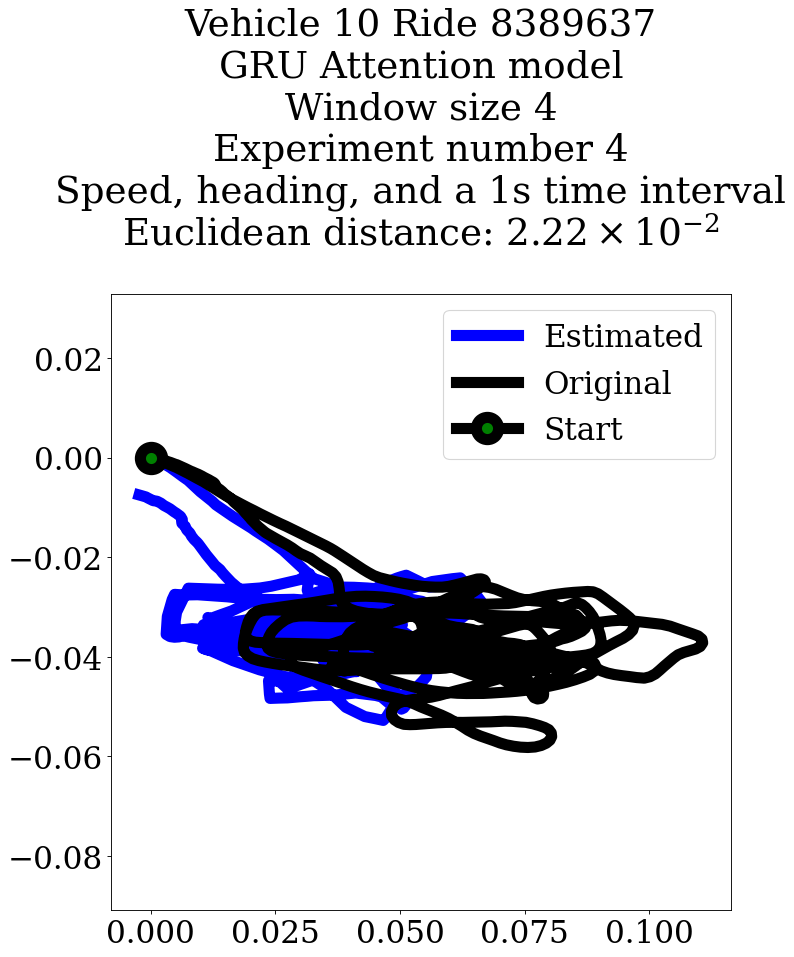 Vehicle 10 Ride 8389637
GRU Attention model
Window size 4
Experiment number 4
Speed, heading, and a 1s time interval
Euclidean distance: 2.22 × 10⁻²
Estimated
Original
Start
0.02
0.00
−0.02
−0.04
−0.06
−0.08
0.000 0.025 0.050 0.075 0.100